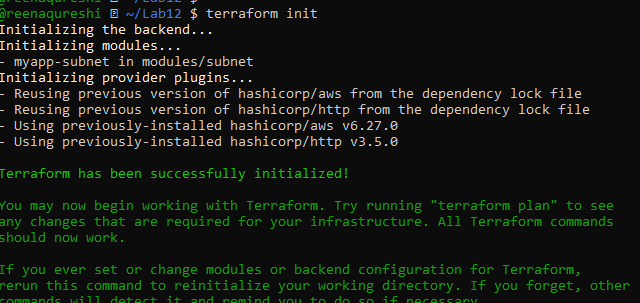 @reenaqureshi ~/Lab12 $
@reenaqureshi ~/Lab12 $ terraform init
Initializing the backend...
Initializing modules...
- myapp-subnet in modules/subnet
Initializing provider plugins...
- Reusing previous version of hashicorp/aws from the dependency lock file
- Reusing previous version of hashicorp/http from the dependency lock file
- Using previously-installed hashicorp/aws v6.27.0
- Using previously-installed hashicorp/http v3.5.0
Terraform has been successfully initialized!
You may now begin working with Terraform. Try running "terraform plan" to see
any changes that are required for your infrastructure. All Terraform commands
should now work.
If you ever set or change modules or backend configuration for Terraform,
rerun this command to reinitialize your working directory. If you forget, other
commands will detect it and remind you to do so if necessary.